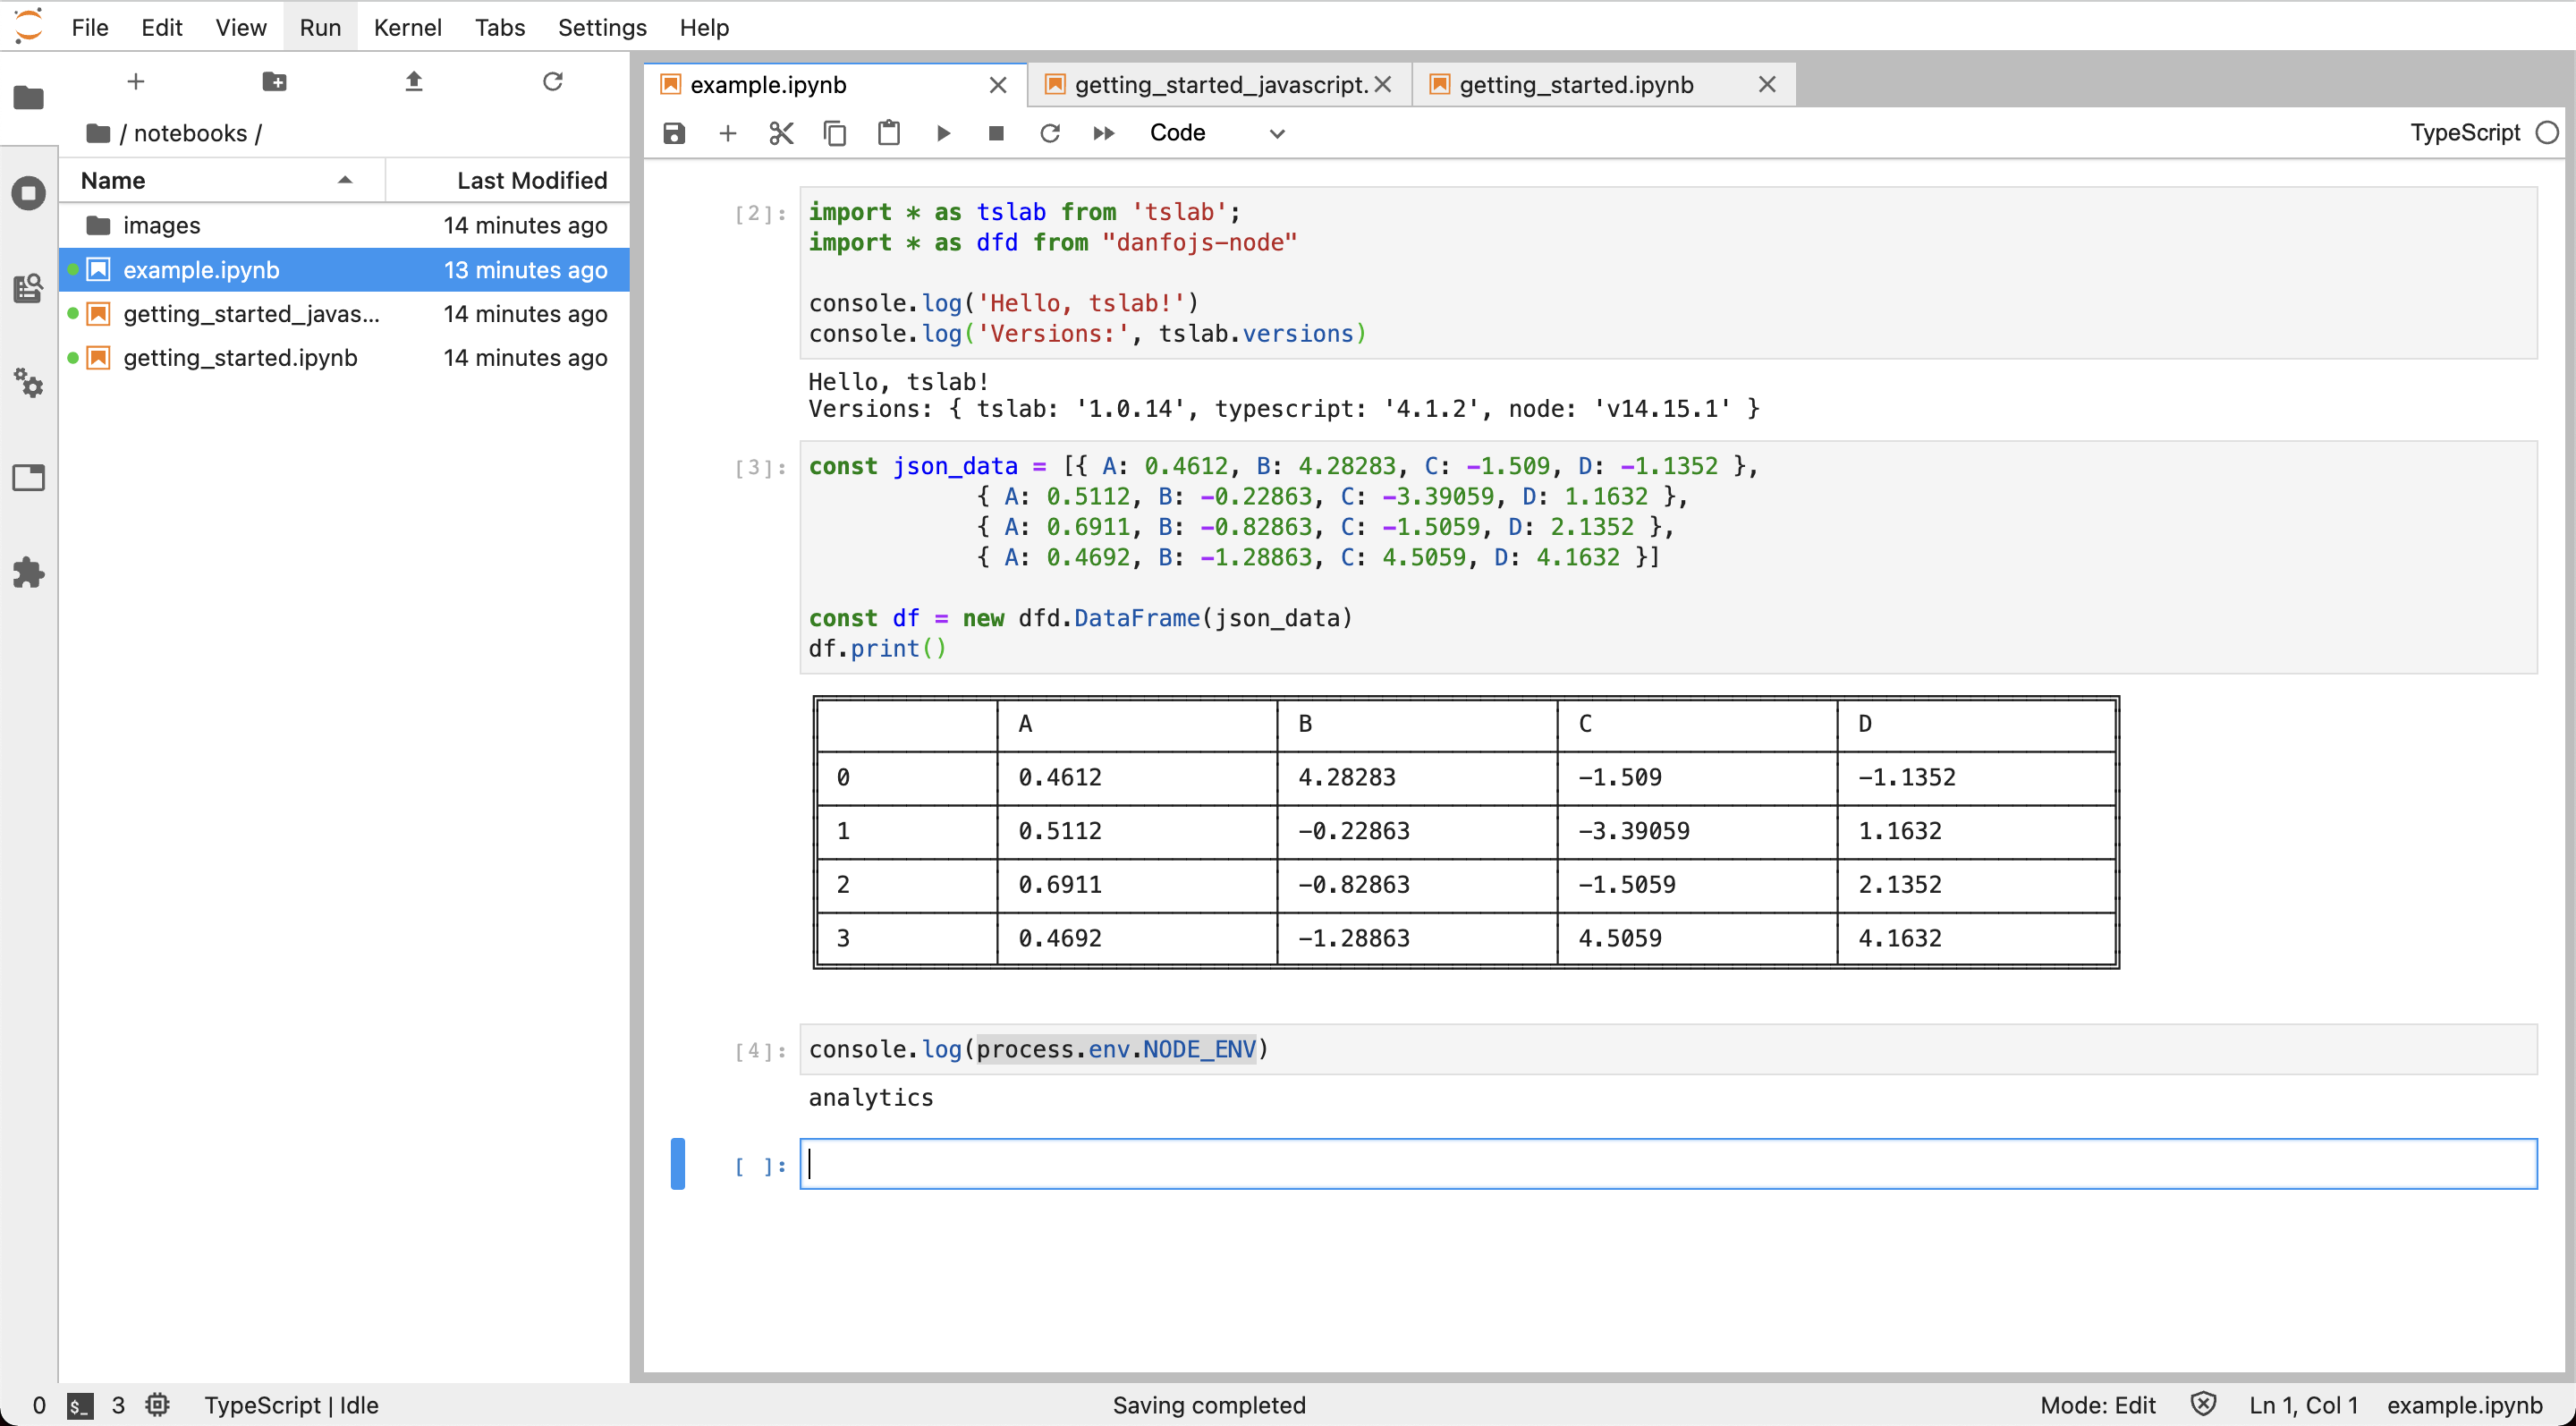 File Edit View Run Kernel Tabs Settings Help
/ notebooks /
Name Last Modified
images 14 minutes ago
example.ipynb 13 minutes ago
getting_started_javas... 14 minutes ago
getting_started.ipynb 14 minutes ago
example.ipynb getting_started_javascript. getting_started.ipynb
Code TypeScript
[2]: import * as tslab from 'tslab';
import * as dfd from "danfojs-node"
console.log('Hello, tslab!')
console.log('Versions:', tslab.versions)
Hello, tslab!
Versions: { tslab: '1.0.14', typescript: '4.1.2', node: 'v14.15.1' }
[3]: const json_data = [{ A: 0.4612, B: 4.28283, C: -1.509, D: -1.1352 },
{ A: 0.5112, B: -0.22863, C: -3.39059, D: 1.1632 },
{ A: 0.6911, B: -0.82863, C: -1.5059, D: 2.1352 },
{ A: 0.4692, B: -1.28863, C: 4.5059, D: 4.1632 }]
const df = new dfd.DataFrame(json_data)
df.print()
A B C D
0 0.4612 4.28283 -1.509 -1.1352
1 0.5112 -0.22863 -3.39059 1.1632
2 0.6911 -0.82863 -1.5059 2.1352
3 0.4692 -1.28863 4.5059 4.1632
[4]: console.log(process.env.NODE_ENV)
analytics
[ ]:
0 $_ 3 TypeScript | Idle Saving completed Mode: Edit Ln 1, Col 1 example.ipynb